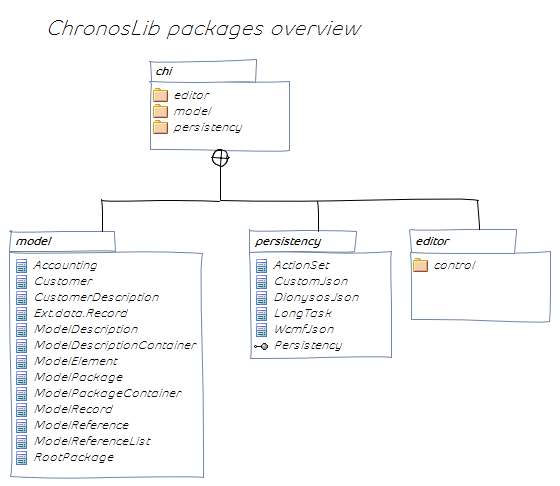 ChronosLib packages overview
chi
editor
model
persistency
model
Accounting
Customer
CustomerDescription
Ext.data.Record
ModelDescription
ModelDescriptionContainer
ModelElement
ModelPackage
ModelPackageContainer
ModelRecord
ModelReference
ModelReferenceList
RootPackage
persistency
ActionSet
CustomJson
DionysosJson
LongTask
WcmfJson
Persistency
editor
control